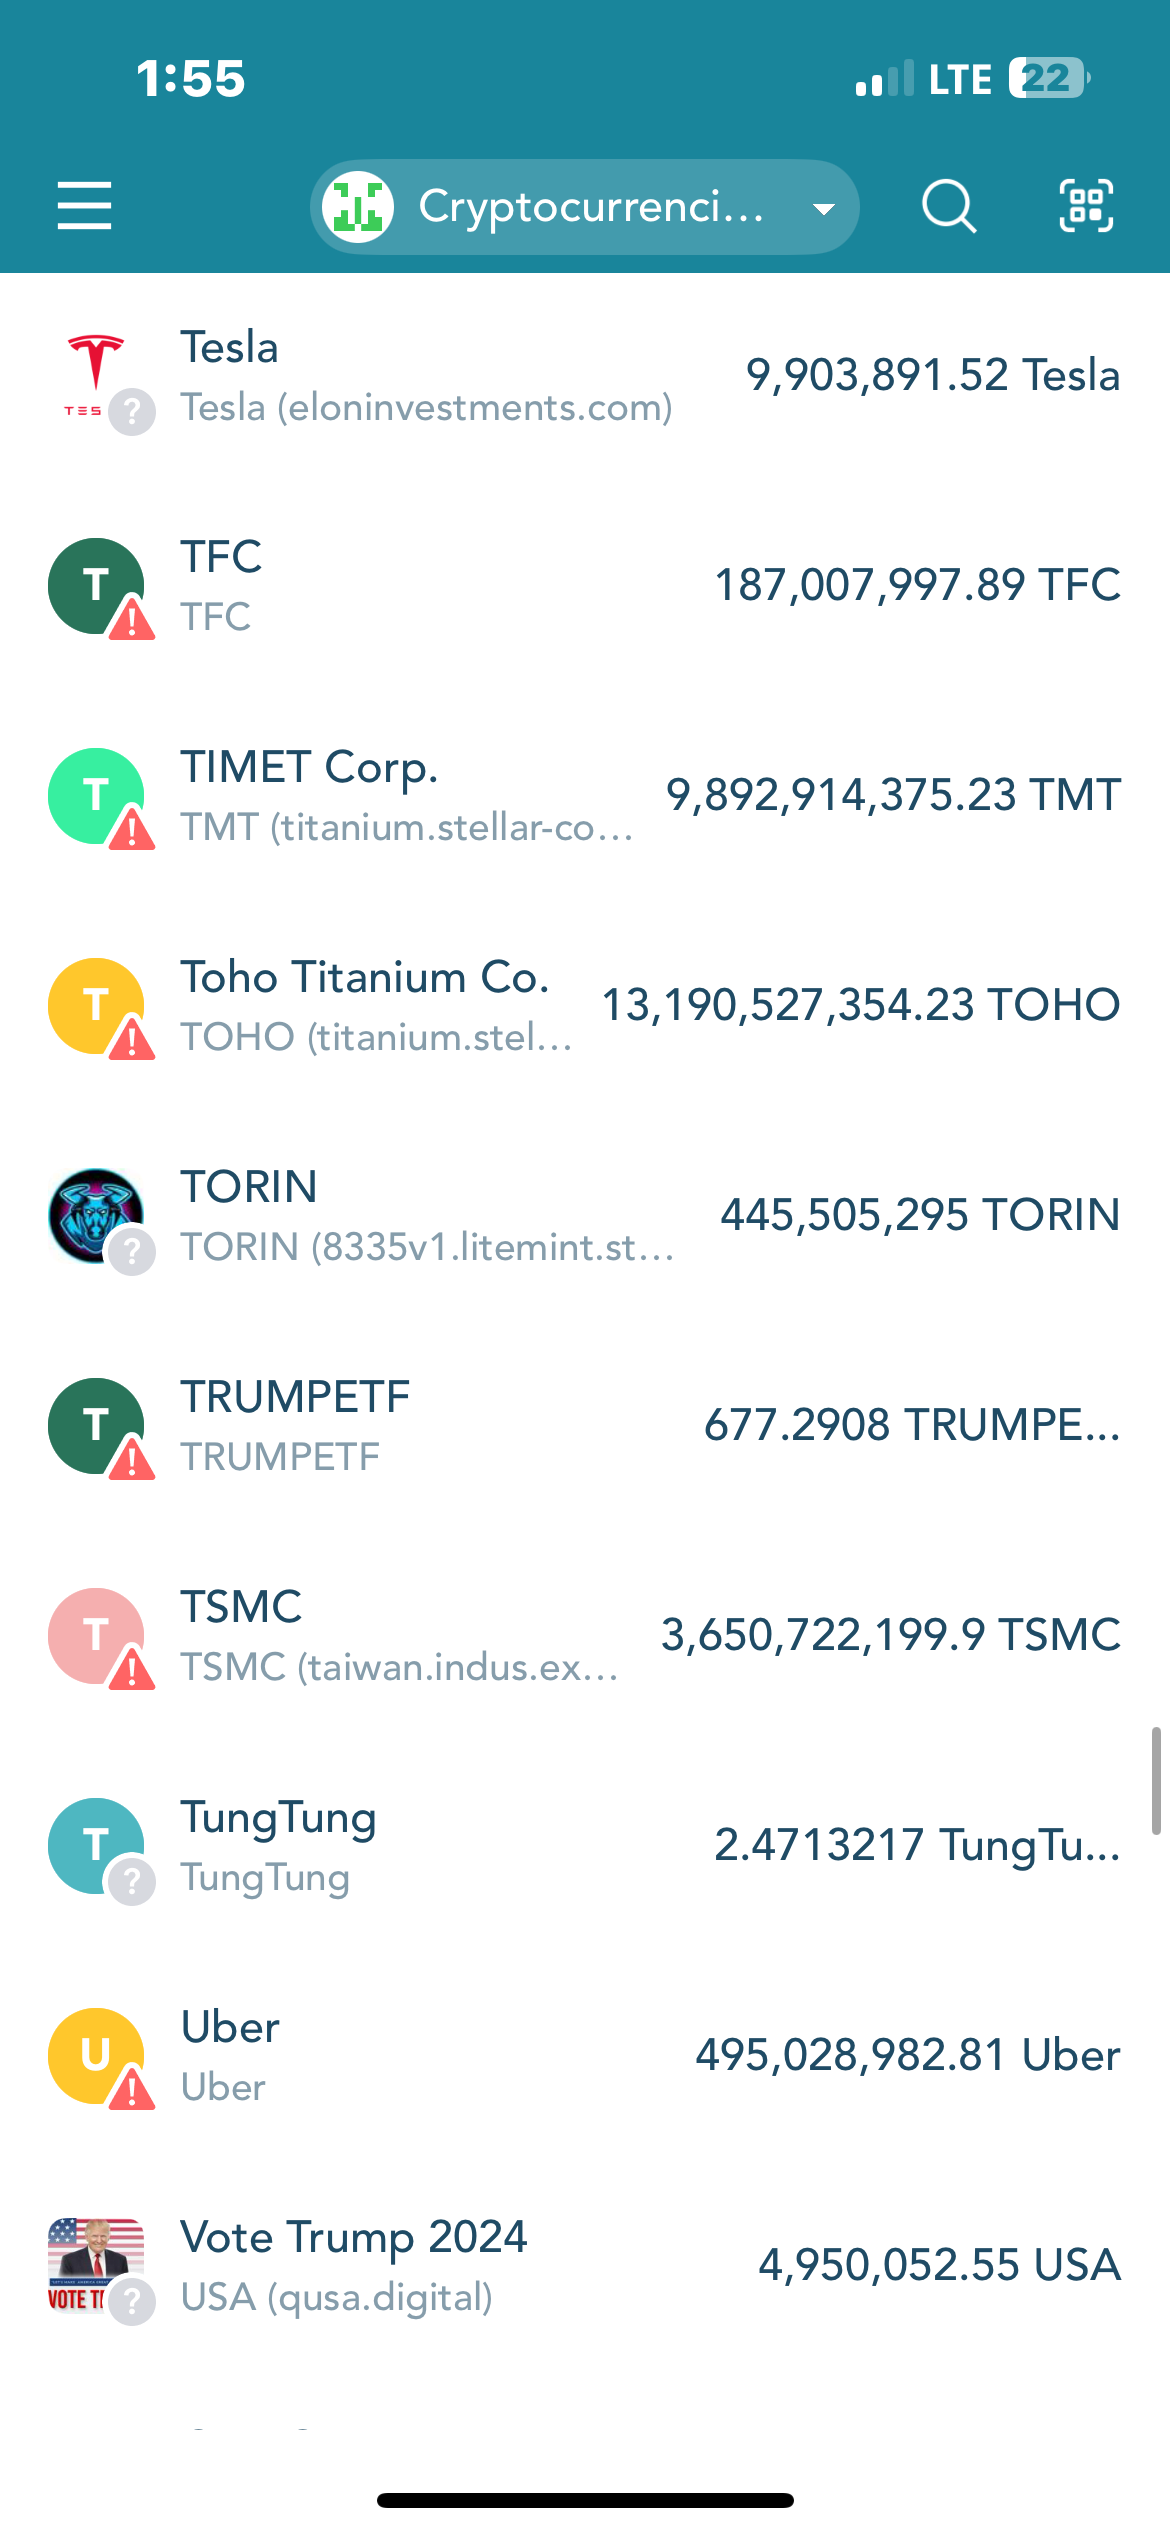 1:55
LTE
22
Cryptocurrenci...
Tesla
Tesla (eloninvestments.com)
9,903,891.52 Tesla
TES
?
T
TFC
TFC
187,007,997.89 TFC
T
TIMET Corp.
TMT (titanium.stellar-co...
9,892,914,375.23 TMT
T
Toho Titanium Co.
TOHO (titanium.stel...
13,190,527,354.23 TOHO
TORIN
TORIN (8335v1.litemint.st...
445,505,295 TORIN
?
T
TRUMPETF
TRUMPETF
677.2908 TRUMPE...
T
TSMC
TSMC (taiwan.indus.ex...
3,650,722,199.9 TSMC
T
?
TungTung
TungTung
2.4713217 TungTu...
U
Uber
Uber
495,028,982.81 Uber
Vote Trump 2024
USA (qusa.digital)
4,950,052.55 USA
VOTE T
?